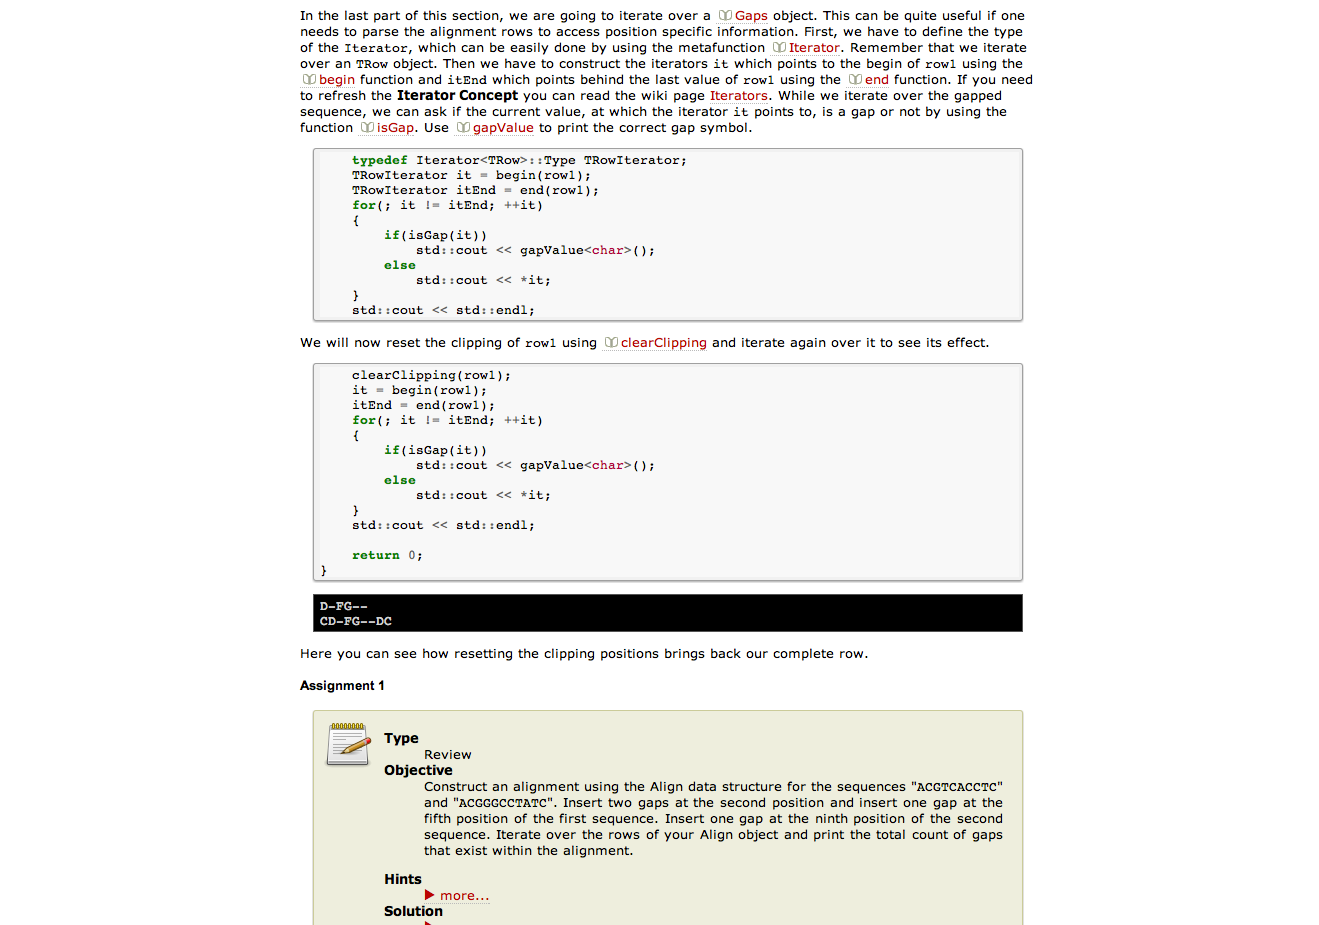 In the last part of this section, we are going to iterate over a Gaps object. This can be quite useful if one
needs to parse the alignment rows to access position specific information. First, we have to define the type
of the Iterator, which can be easily done by using the metafunction Iterator. Remember that we iterate
over an TRow object. Then we have to construct the iterators it which points to the begin of row1 using the
begin function and itEnd which points behind the last value of row1 using the end function. If you need
to refresh the Iterator Concept you can read the wiki page Iterators. While we iterate over the gapped
sequence, we can ask if the current value, at which the iterator it points to, is a gap or not by using the
function isGap. Use gapValue to print the correct gap symbol.
typedef Iterator<TRow>::Type TRowIterator;
TRowIterator it = begin(row1);
TRowIterator itEnd = end(row1);
for(; it != itEnd; ++it)
{
if(isGap(it))
std::cout << gapValue<char>();
else
std::cout << *it;
}
std::cout << std::endl;
We will now reset the clipping of row1 using clearClipping and iterate again over it to see its effect.
clearClipping(row1);
it = begin(row1);
itEnd = end(row1);
for(; it != itEnd; ++it)
{
if(isGap(it))
std::cout << gapValue<char>();
else
std::cout << *it;
}
std::cout << std::endl;
return 0;
}
D-FG--
CD-FG--DC
Here you can see how resetting the clipping positions brings back our complete row.
Assignment 1
Type
Review
Objective
Construct an alignment using the Align data structure for the sequences "ACGTCACCTC"
and "ACGGGCCTATC". Insert two gaps at the second position and insert one gap at the
fifth position of the first sequence. Insert one gap at the ninth position of the second
sequence. Iterate over the rows of your Align object and print the total count of gaps
that exist within the alignment.
Hints
more...
Solution